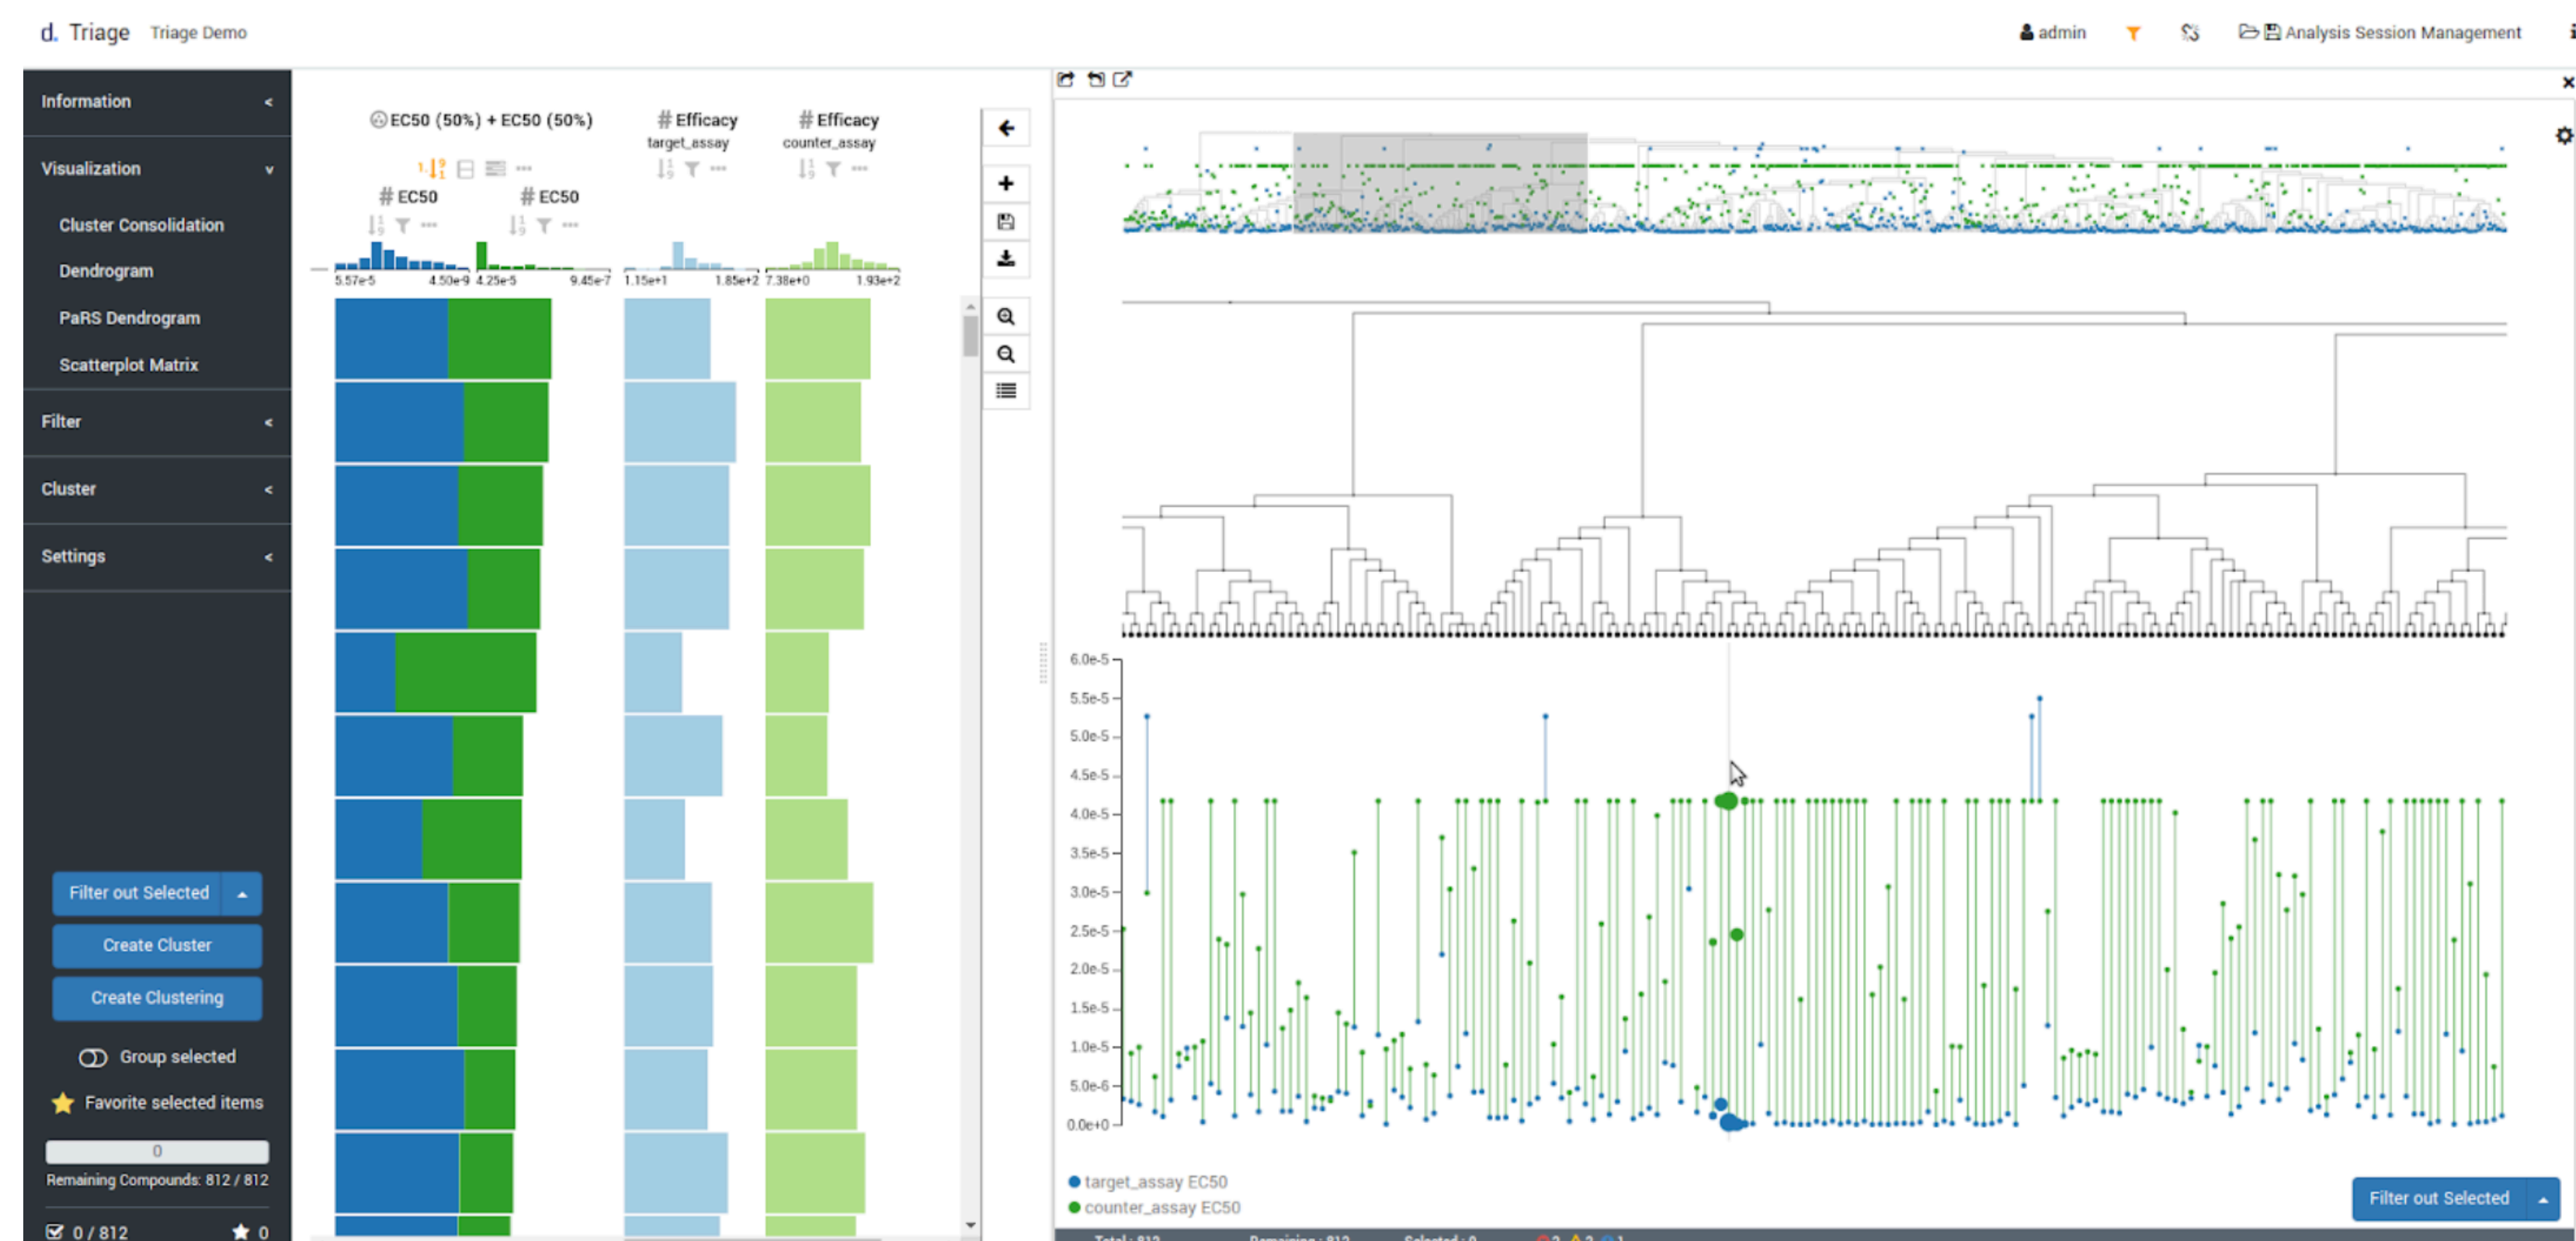 d. Triage Triage Demo
admin
Analysis Session Management
Information
Visualization
Cluster Consolidation
Dendrogram
PaRS Dendrogram
Scatterplot Matrix
Filter
Cluster
Settings
Filter out Selected
Create Cluster
Create Clustering
Group selected
Favorite selected items
0
Remaining Compounds: 812 / 812
0 / 812
0
EC50 (50%) + EC50 (50%)
# EC50
# EC50
5.57e-5 4.50e-9 4.25e-5 9.45e-7
# Efficacy
target_assay
1.15e+1 1.85e+2
# Efficacy
counter_assay
7.38e+0 1.93e+2
6.0e-5
5.5e-5
5.0e-5
4.5e-5
4.0e-5
3.5e-5
3.0e-5
2.5e-5
2.0e-5
1.5e-5
1.0e-5
5.0e-6
0.0e+0
target_assay EC50
counter_assay EC50
Filter out Selected